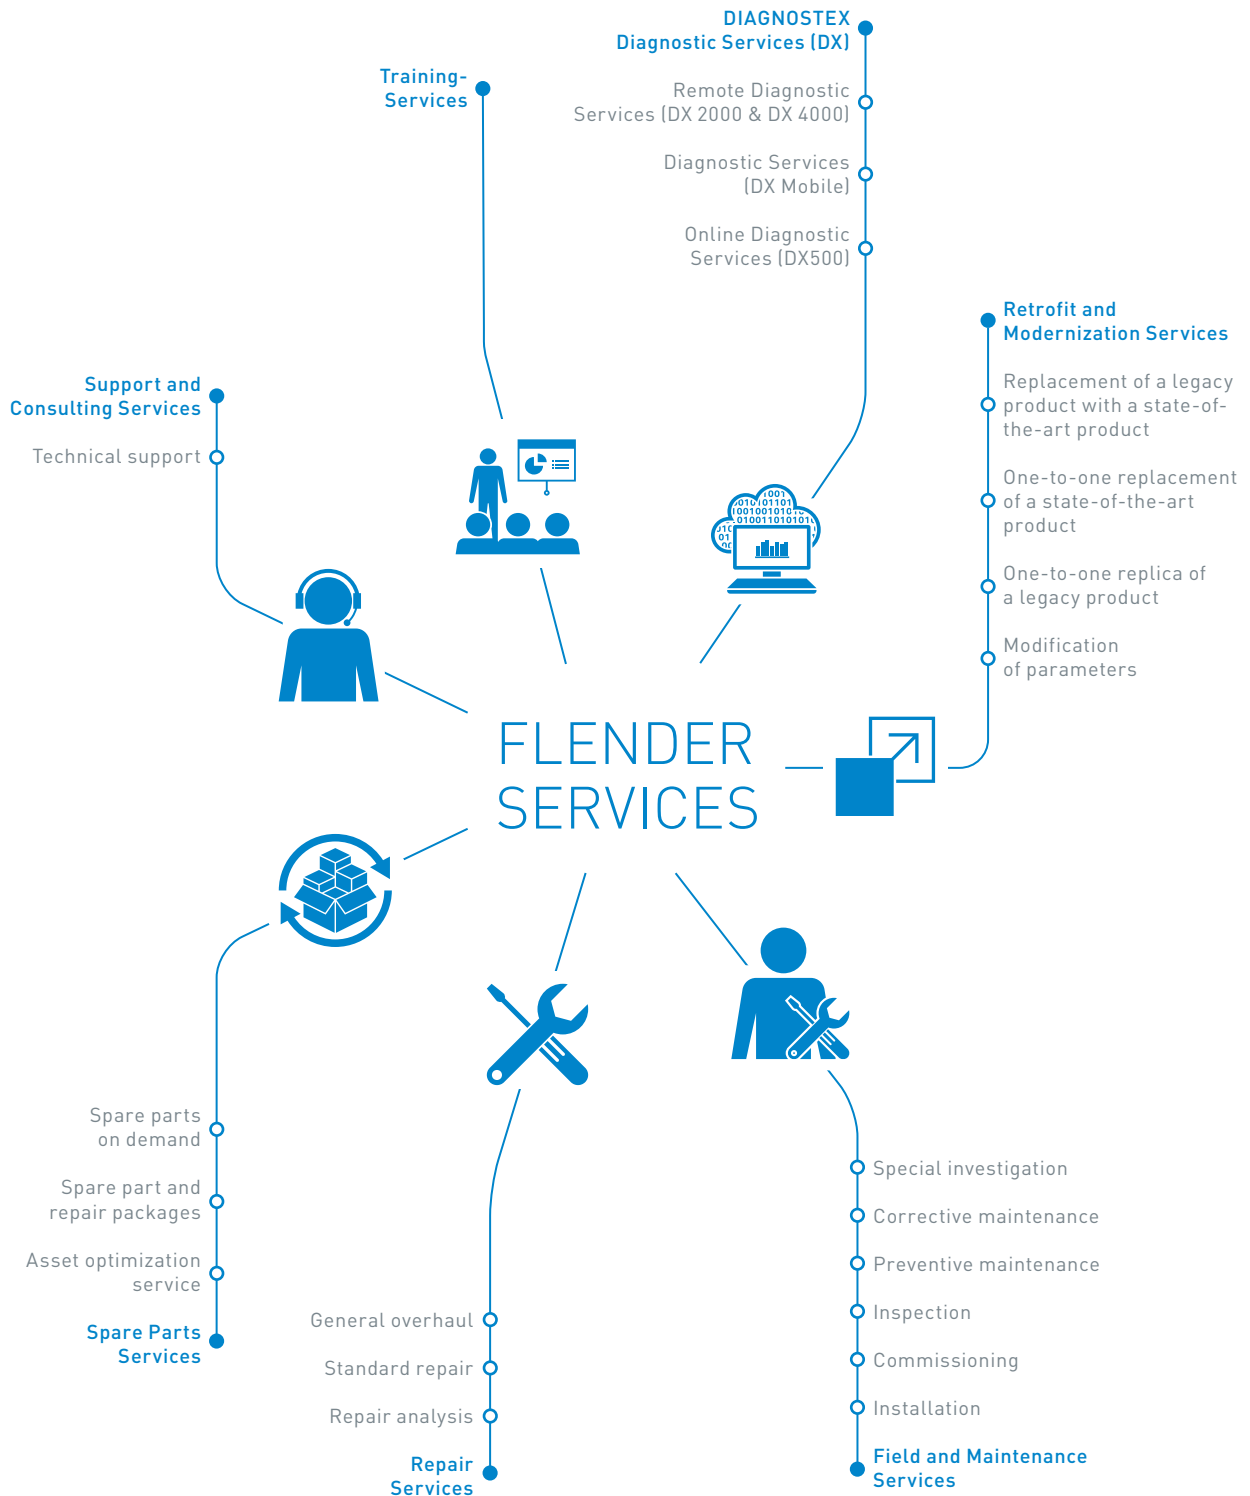 DIAGNOSTEX
Diagnostic Services (DX)
Remote Diagnostic
Services (DX 2000 & DX 4000)
Diagnostic Services
(DX Mobile)
Online Diagnostic
Services (DX500)
Training-
Services
Retrofit and
Modernization Services
Replacement of a legacy
product with a state-of-
the-art product
One-to-one replacement
of a state-of-the-art
product
One-to-one replica of
a legacy product
Modification
of parameters
Support and
Consulting Services
Technical support
FLENDER
SERVICES
Spare parts
on demand
Spare part and
repair packages
Asset optimization
service
Spare Parts
Services
General overhaul
Standard repair
Repair analysis
Repair
Services
Special investigation
Corrective maintenance
Preventive maintenance
Inspection
Commissioning
Installation
Field and Maintenance
Services